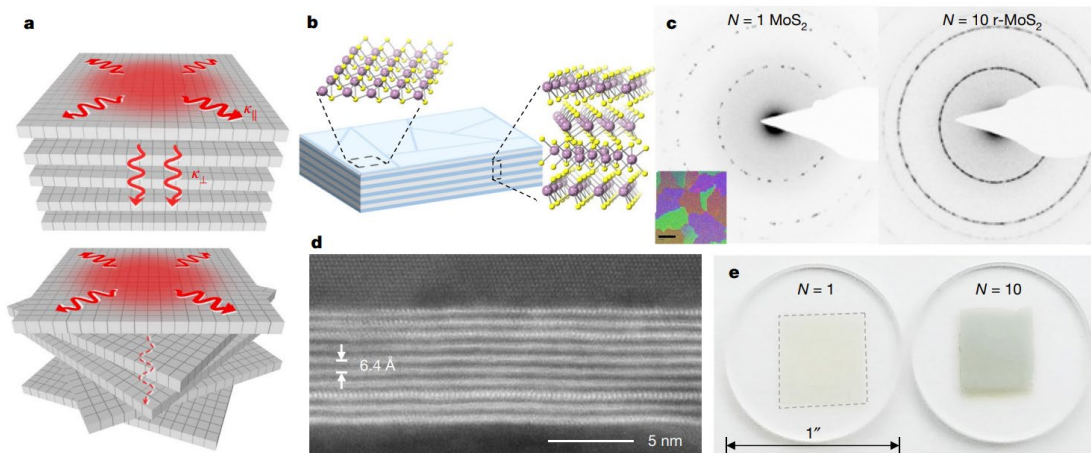 a
κ∥
κ⊥
b
c
N = 1 MoS₂
N = 10 r-MoS₂
d
6.4 Å
5 nm
e
N = 1
N = 10
1″